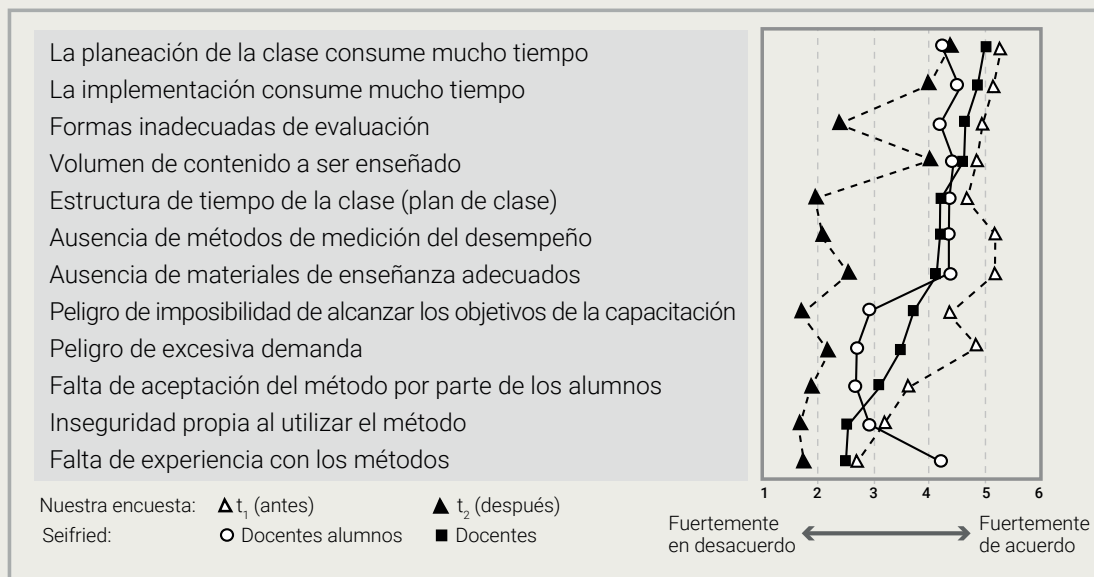 La planeación de la clase consume mucho tiempo
La implementación consume mucho tiempo
Formas inadecuadas de evaluación
Volumen de contenido a ser enseñado
Estructura de tiempo de la clase (plan de clase)
Ausencia de métodos de medición del desempeño
Ausencia de materiales de enseñanza adecuados
Peligro de imposibilidad de alcanzar los objetivos de la capacitación
Peligro de excesiva demanda
Falta de aceptación del método por parte de los alumnos
Inseguridad propia al utilizar el método
Falta de experiencia con los métodos
1 2 3 4 5 6
Nuestra encuesta: t1 (antes) t2 (después)
Seifried: Docentes alumnos Docentes
Fuertemente en desacuerdo
Fuertemente de acuerdo